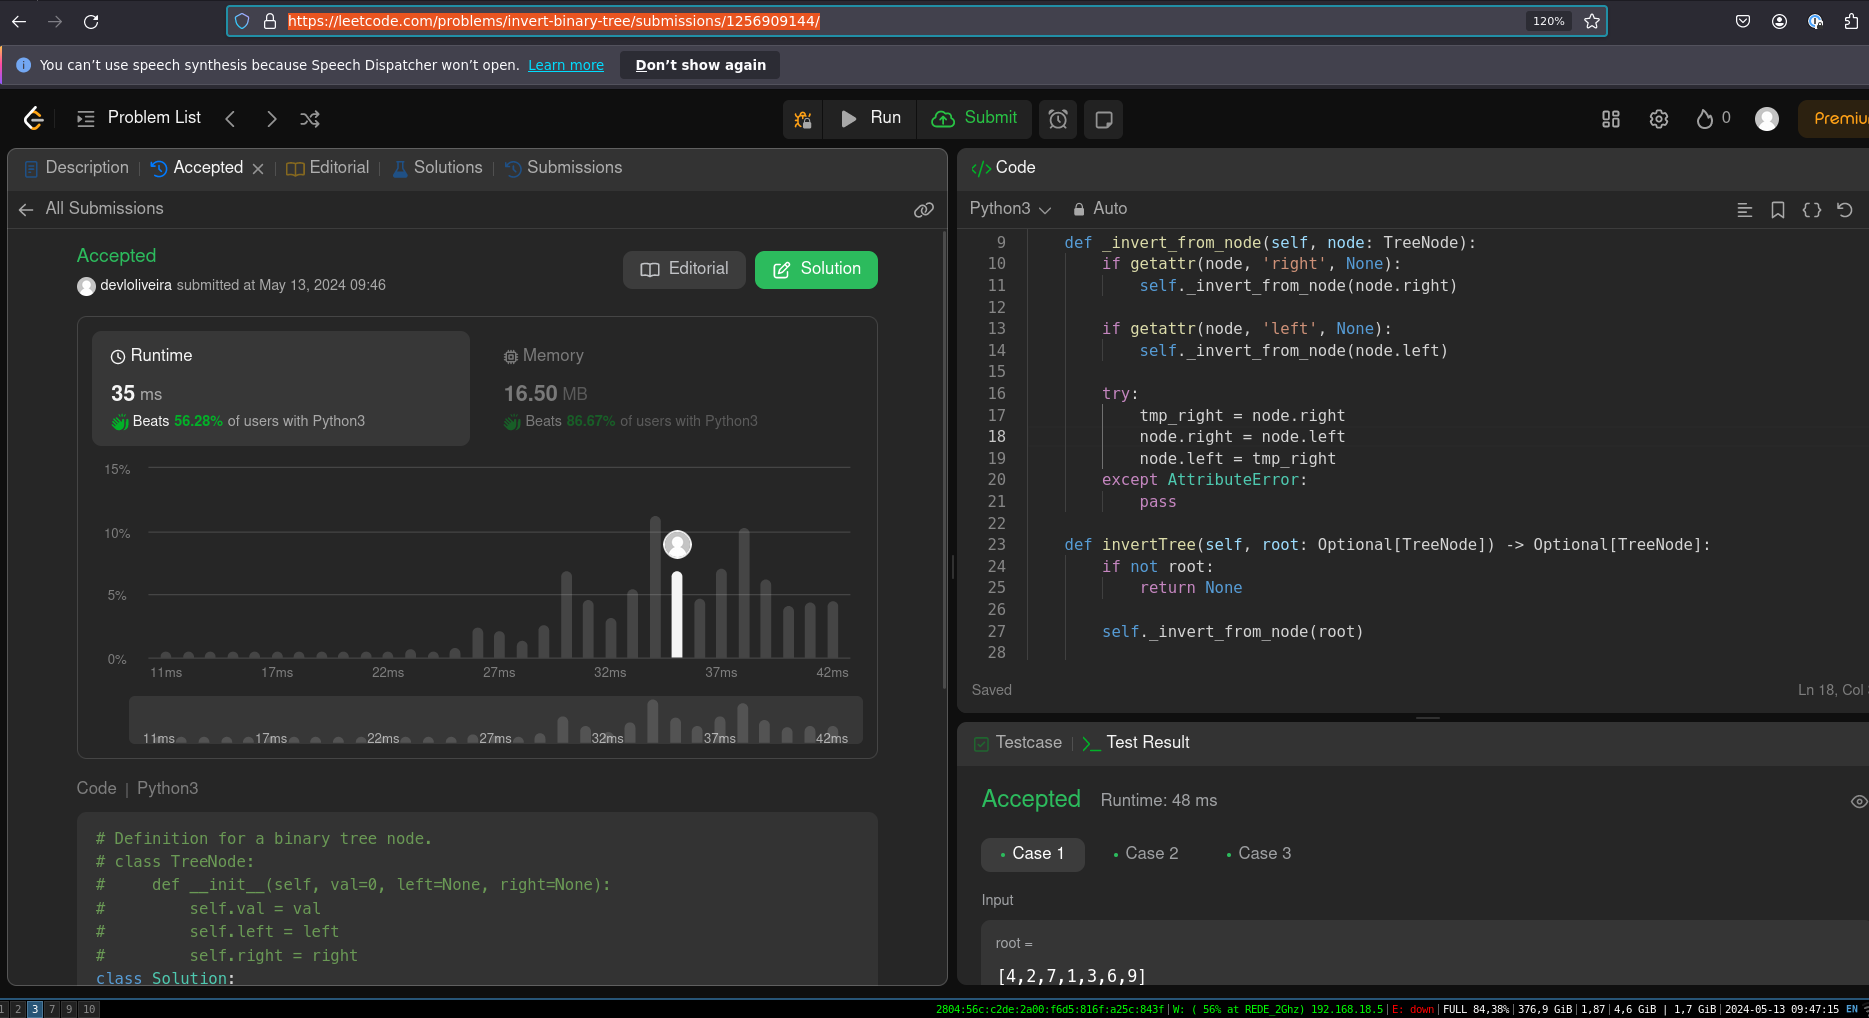 https://leetcode.com/problems/invert-binary-tree/submissions/1256909144/
120%
You can’t use speech synthesis because Speech Dispatcher won’t open. Learn more Don’t show again
Problem List
Run
Submit
0
Premiu
Description
Accepted
Editorial
Solutions
Submissions
All Submissions
Accepted
devloliveira submitted at May 13, 2024 09:46
Editorial
Solution
Runtime
35 ms
Beats 56.28% of users with Python3
Memory
16.50 MB
Beats 86.67% of users with Python3
15%
10%
5%
0%
11ms 17ms 22ms 27ms 32ms 37ms 42ms
11ms 17ms 22ms 27ms 32ms 37ms 42ms
Code | Python3
# Definition for a binary tree node.
# class TreeNode:
#     def __init__(self, val=0, left=None, right=None):
#         self.val = val
#         self.left = left
#         self.right = right
class Solution:
</> Code
Python3
Auto
9     def _invert_from_node(self, node: TreeNode):
10         if getattr(node, 'right', None):
11             self._invert_from_node(node.right)
12
13         if getattr(node, 'left', None):
14             self._invert_from_node(node.left)
15
16         try:
17             tmp_right = node.right
18             node.right = node.left
19             node.left = tmp_right
20         except AttributeError:
21             pass
22
23     def invertTree(self, root: Optional[TreeNode]) -> Optional[TreeNode]:
24         if not root:
25             return None
26
27         self._invert_from_node(root)
28
Saved
Ln 18, Col
Testcase
Test Result
Accepted Runtime: 48 ms
Case 1
Case 2
Case 3
Input
root =
[4,2,7,1,3,6,9]
1 2 3 7 9 10
2804:56c:c2de:2a00:f6d5:816f:a25c:843f|W: ( 56% at REDE_2Ghz) 192.168.18.5|E: down|FULL 84,38%|376,9 GiB|1,87|4,6 GiB | 1,7 GiB|2024-05-13 09:47:15 EN